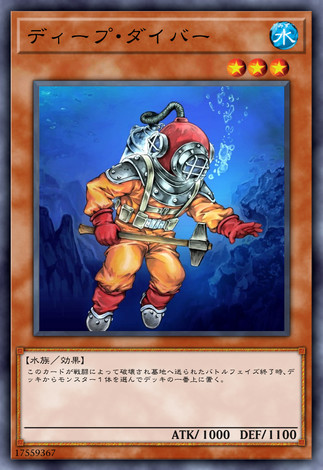 ディープ・ダイバー
水
【水族／効果】
このカードが戦闘によって破壊され墓地へ送られたバトルフェイズ終了時、デ
ッキからモンスター１体を選んでデッキの一番上に置く。
ATK/1000 DEF/1100
17559367